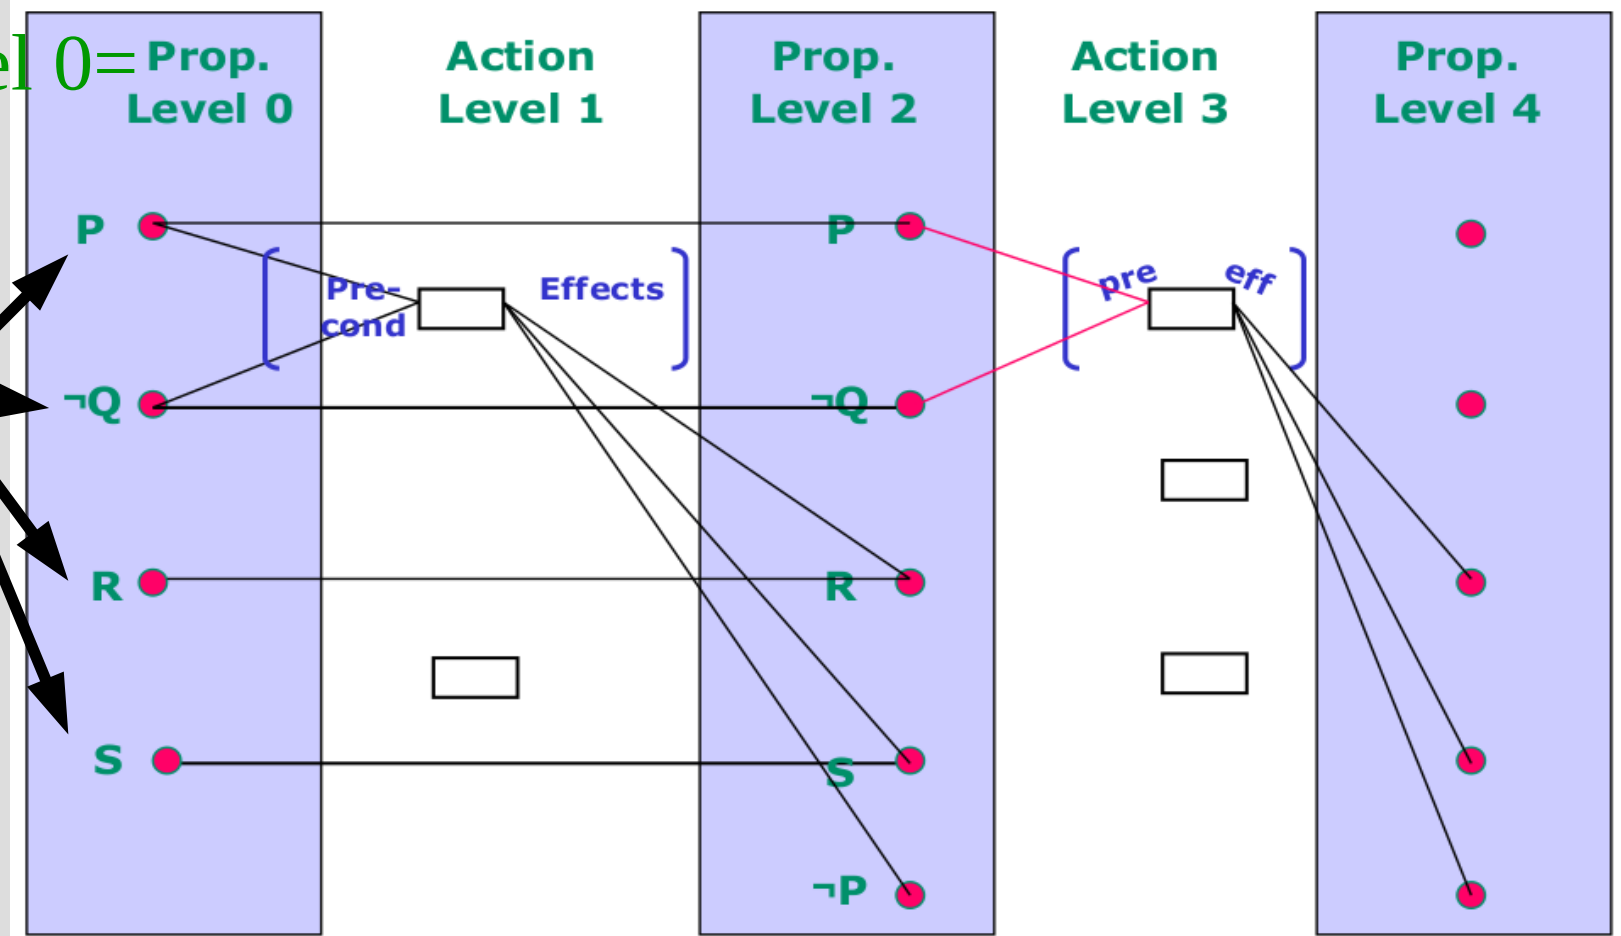 el 0=
Prop.
Level 0
Action
Level 1
Prop.
Level 2
Action
Level 3
Prop.
Level 4
P
P
Pre-
cond
Effects
pre
eff
¬Q
¬Q
R
R
S
S
¬P